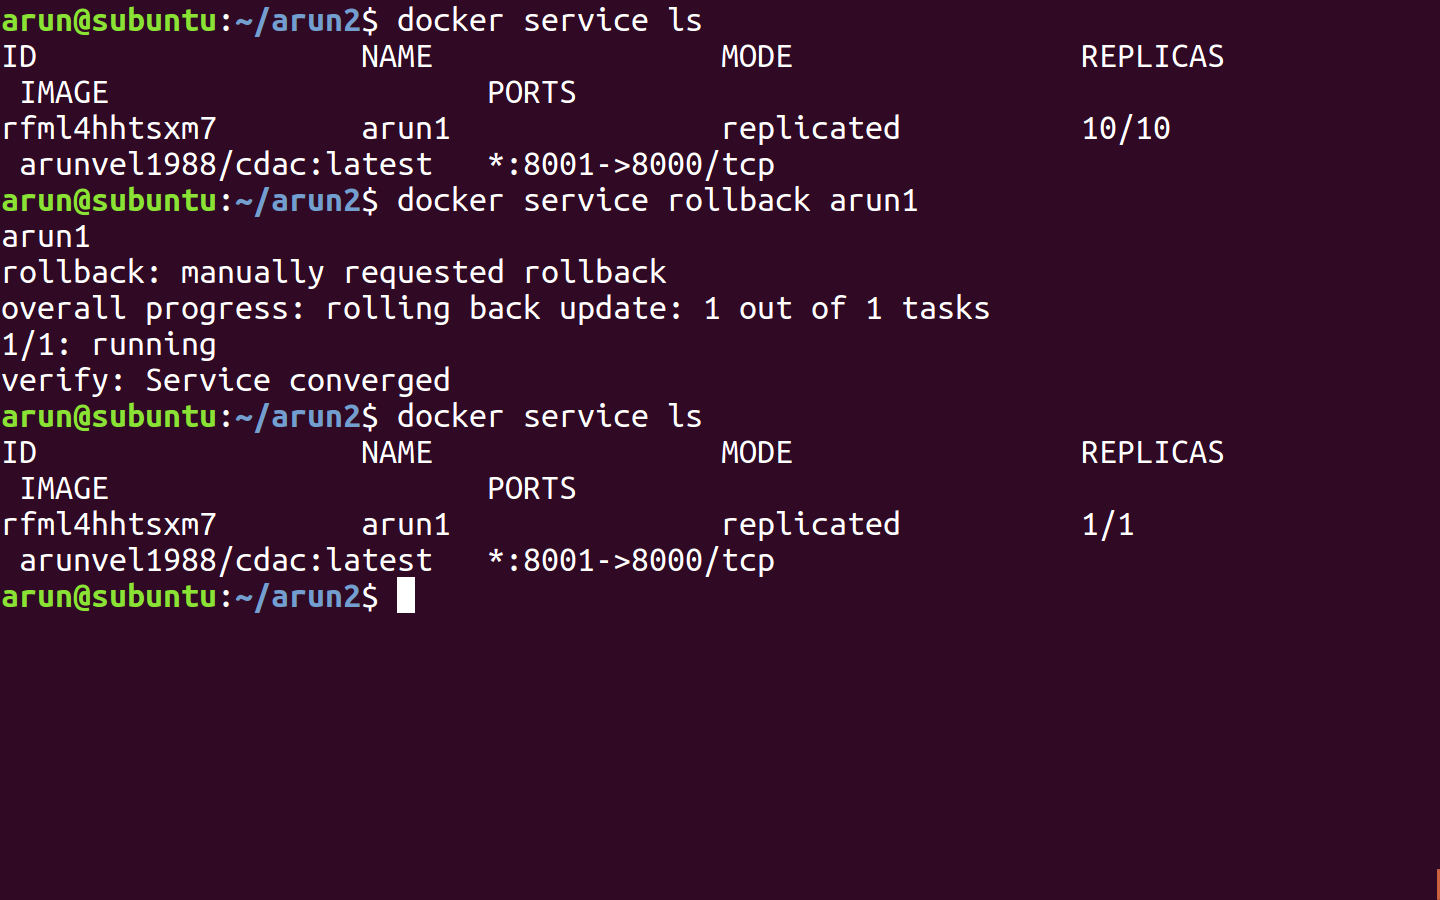 arun@subuntu:~/arun2$ docker service ls
ID                  NAME                MODE                REPLICAS
 IMAGE                     PORTS
rfml4hhtsxm7        arun1               replicated          10/10
 arunvel1988/cdac:latest   *:8001->8000/tcp
arun@subuntu:~/arun2$ docker service rollback arun1
arun1
rollback: manually requested rollback
overall progress: rolling back update: 1 out of 1 tasks
1/1: running
verify: Service converged
arun@subuntu:~/arun2$ docker service ls
ID                  NAME                MODE                REPLICAS
 IMAGE                     PORTS
rfml4hhtsxm7        arun1               replicated          1/1
 arunvel1988/cdac:latest   *:8001->8000/tcp
arun@subuntu:~/arun2$